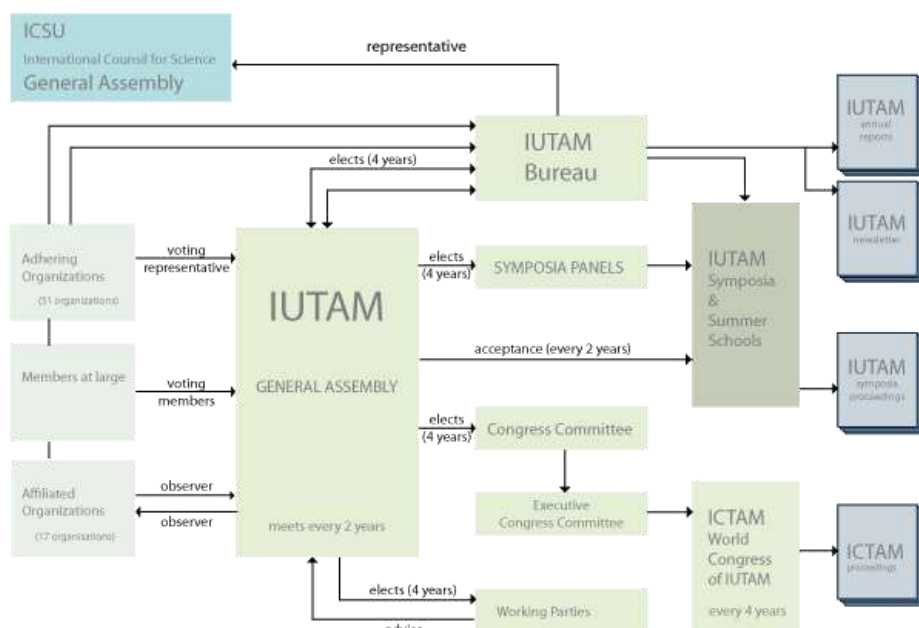 ICSU
International Counsil for Science
General Assembly
representative
IUTAM
annual
reports
IUTAM
Bureau
elects (4 years)
IUTAM
newsletter
Adhering
Organizations
(51 organizations)
voting
representative
IUTAM
GENERAL ASSEMBLY
meets every 2 years
elects
(4 years)
SYMPOSIA PANELS
IUTAM
Symposia
&
Summer
Schools
acceptance (every 2 years)
IUTAM
symposia
proceedings
Members at large
voting
members
elects
(4 years)
Congress Committee
Affiliated
Organizations
(17 organisations)
observer
observer
Executive
Congress Committee
ICTAM
World
Congress
of IUTAM
every 4 years
ICTAM
proceedings
elects (4 years)
Working Parties